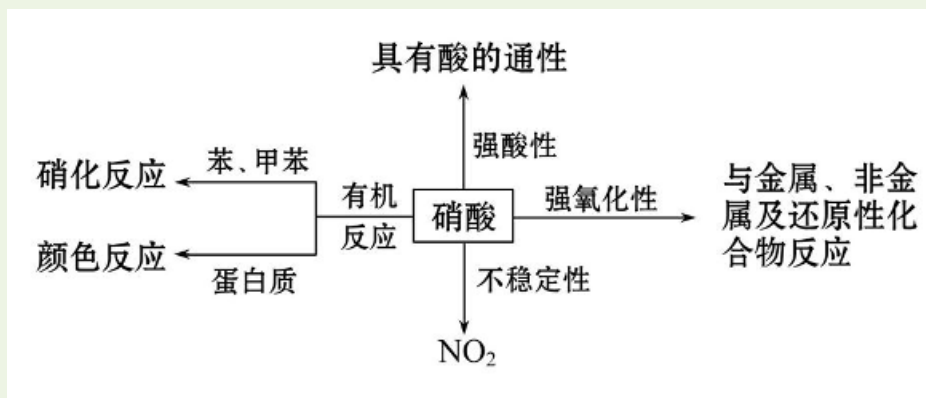 具有酸的通性
强酸性
苯、甲苯
硝化反应
有机
反应
硝酸
强氧化性
与金属、非金
属及还原性化
合物反应
颜色反应
蛋白质
不稳定性
NO₂